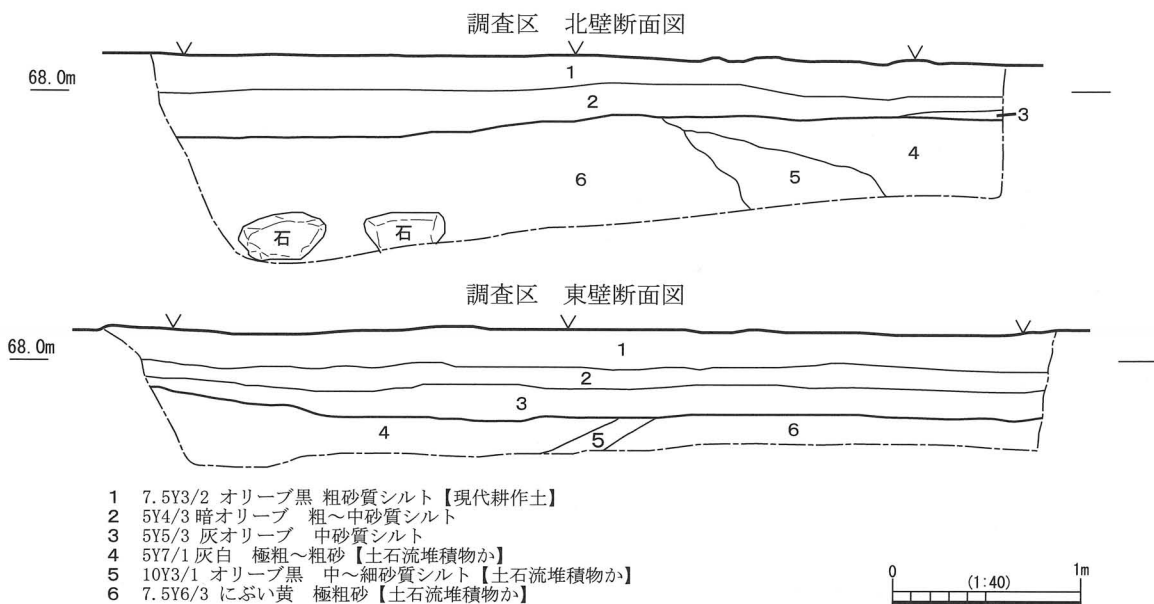 調査区　北壁断面図
68.0m
1
2
3
4
5
6
石
石
調査区　東壁断面図
68.0m
1
2
3
4
5
6
1 7.5Y3/2 オリーブ黒 粗砂質シルト【現代耕作土】
2 5Y4/3 暗オリーブ　粗～中砂質シルト
3 5Y5/3 灰オリーブ　中砂質シルト
4 5Y7/1 灰白　極粗～粗砂【土石流堆積物か】
5 10Y3/1 オリーブ黒　中～細砂質シルト【土石流堆積物か】
6 7.5Y6/3 にぶい黄　極粗砂【土石流堆積物か】
0 (1:40) 1m